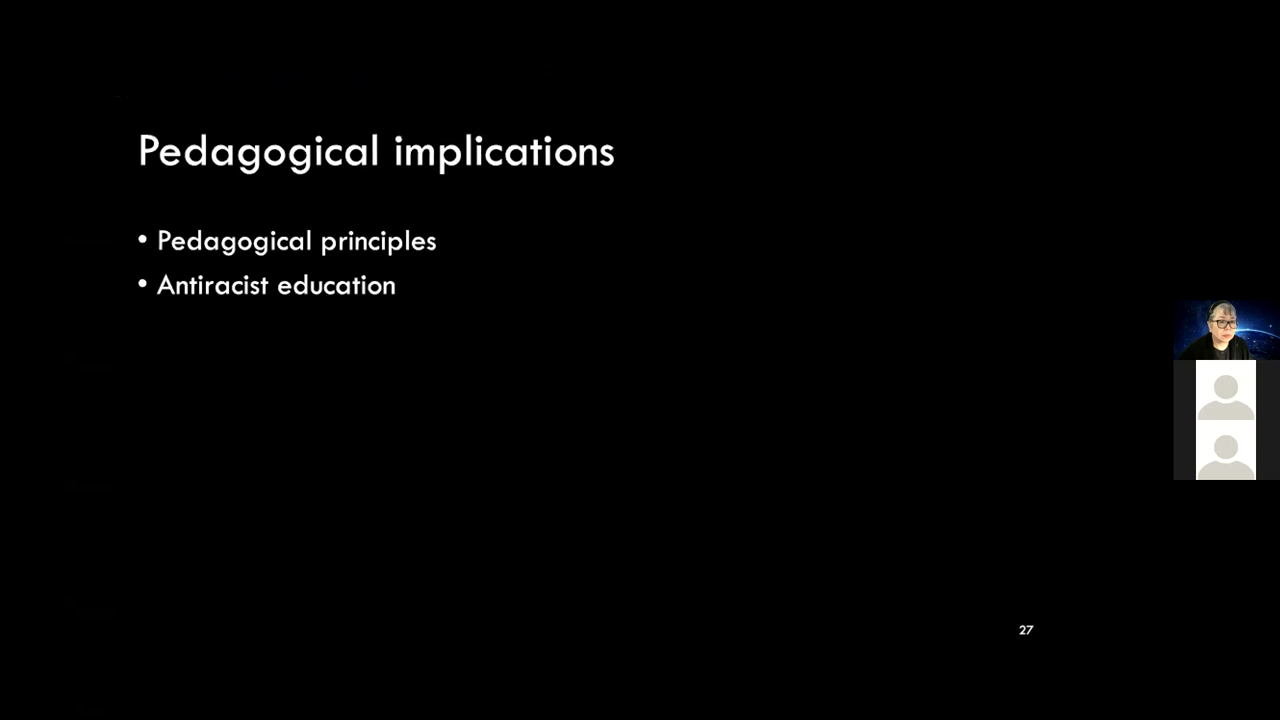 Pedagogical implications
• Pedagogical principles
• Antiracist education
27